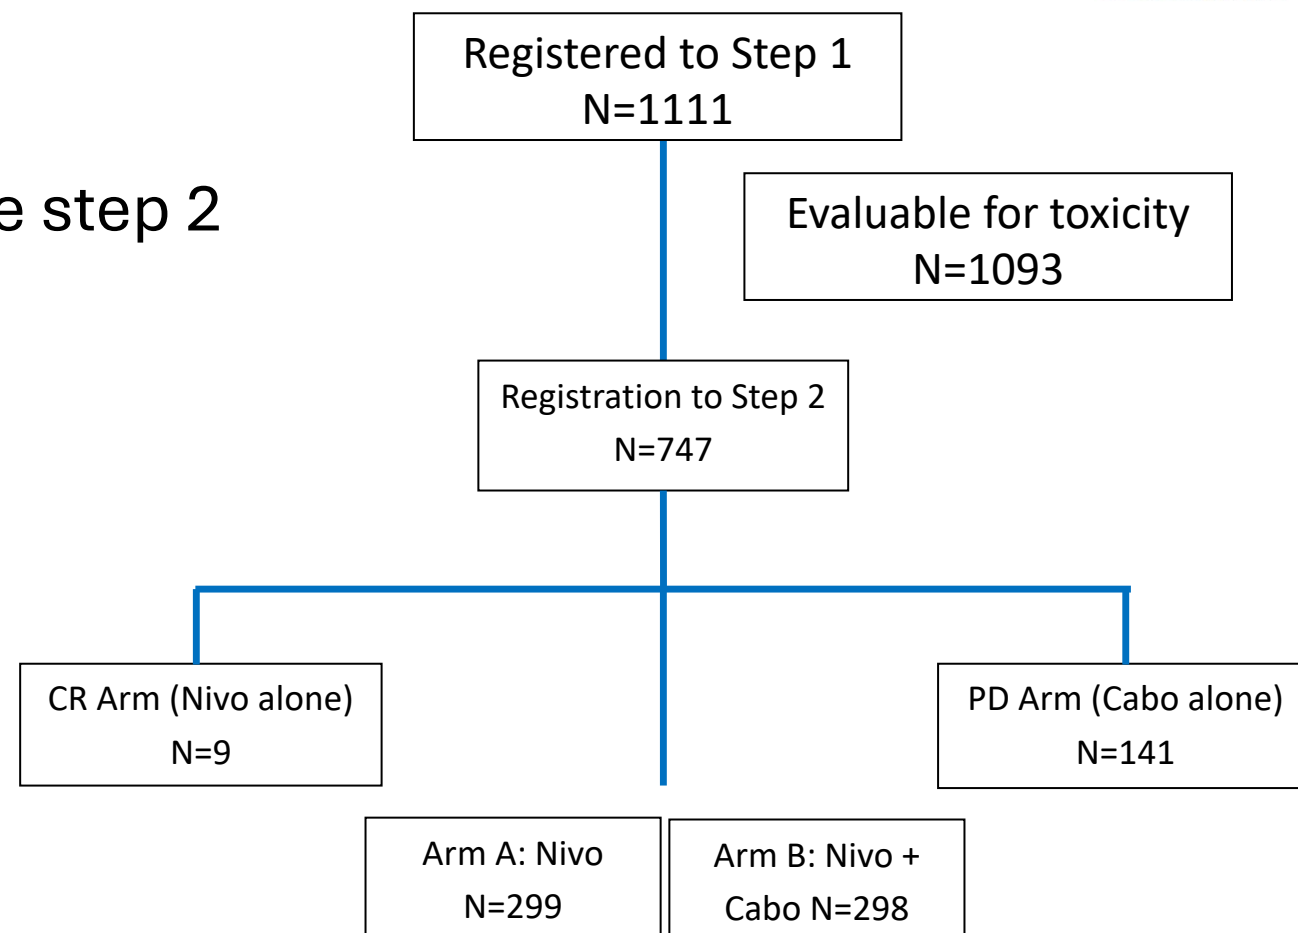 Registered to Step 1
N=1111
e step 2
Evaluable for toxicity
N=1093
Registration to Step 2
N=747
CR Arm (Nivo alone)
N=9
PD Arm (Cabo alone)
N=141
Arm A: Nivo
N=299
Arm B: Nivo +
Cabo N=298